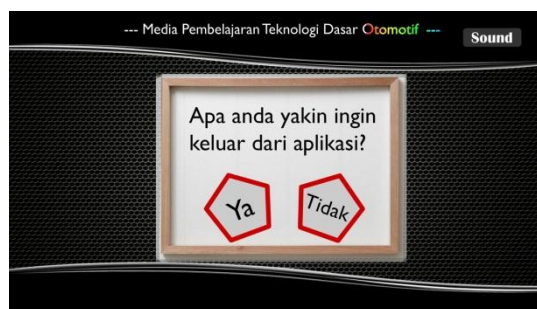 --- Media Pembelajaran Teknologi Dasar Otomotif ---
Sound
Apa anda yakin ingin
keluar dari aplikasi?
Ya
Tidak